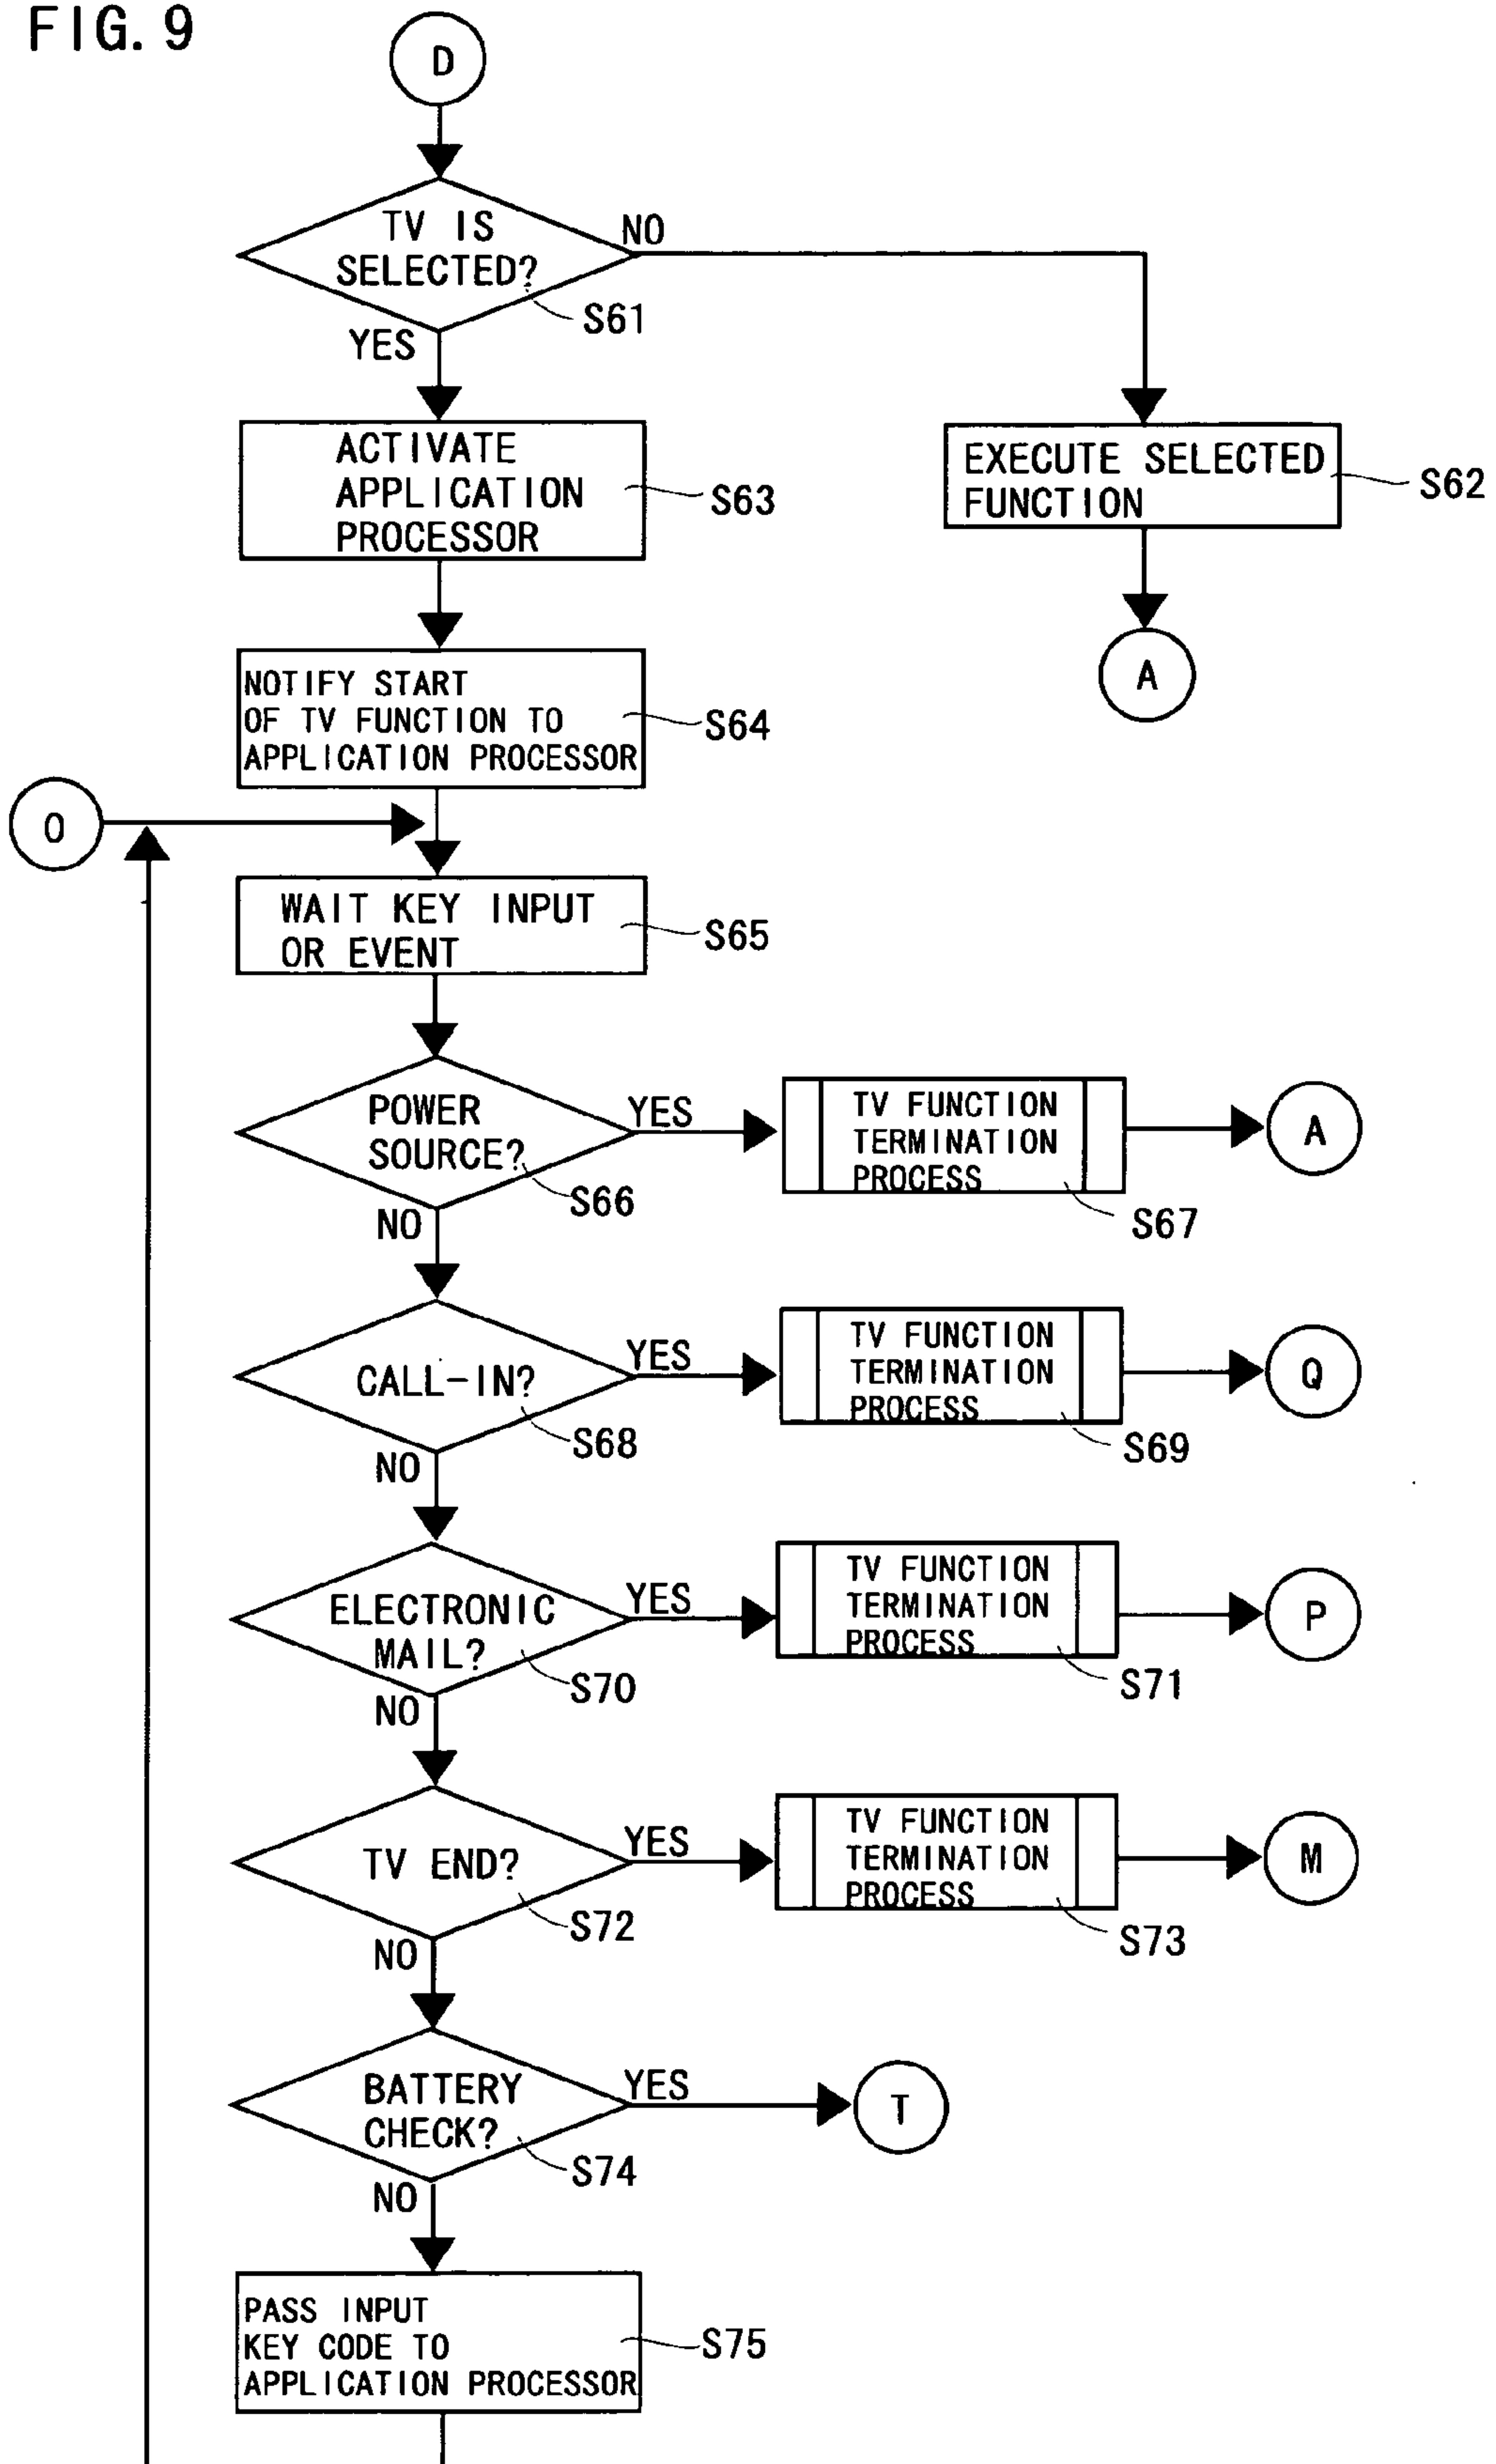 FIG. 9
D
TV IS
SELECTED?
NO
S61
YES
ACTIVATE
APPLICATION
PROCESSOR
S63
EXECUTE SELECTED
FUNCTION
S62
A
NOTIFY START
OF TV FUNCTION TO
APPLICATION PROCESSOR
S64
O
WAIT KEY INPUT
OR EVENT
S65
POWER
SOURCE?
YES
S66
NO
TV FUNCTION
TERMINATION
PROCESS
S67
A
CALL-IN?
YES
S68
NO
TV FUNCTION
TERMINATION
PROCESS
S69
Q
ELECTRONIC
MAIL?
YES
S70
NO
TV FUNCTION
TERMINATION
PROCESS
S71
P
TV END?
YES
S72
NO
TV FUNCTION
TERMINATION
PROCESS
S73
M
BATTERY
CHECK?
YES
S74
NO
T
PASS INPUT
KEY CODE TO
APPLICATION PROCESSOR
S75